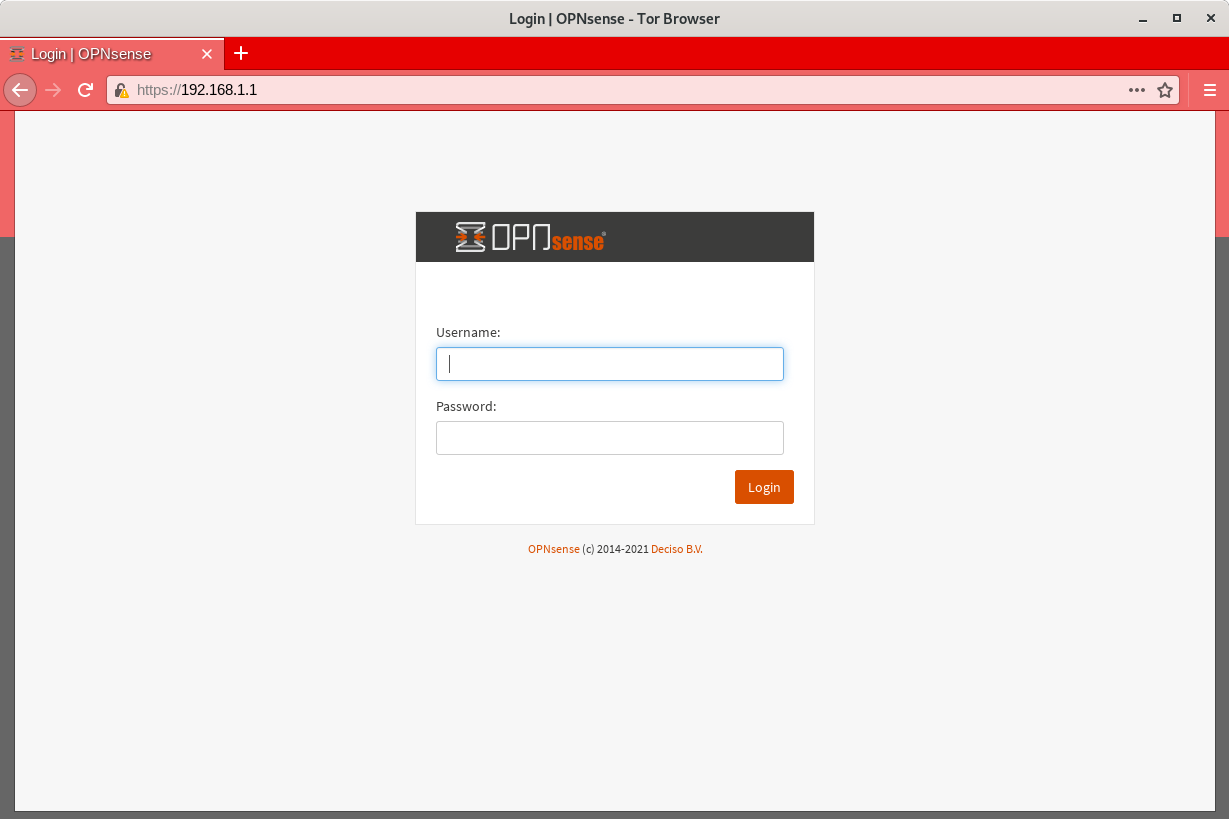 Login | OPNsense - Tor Browser
Login | OPNsense
https://192.168.1.1
OPNsense®
Username:
Password:
Login
OPNsense (c) 2014-2021 Deciso B.V.